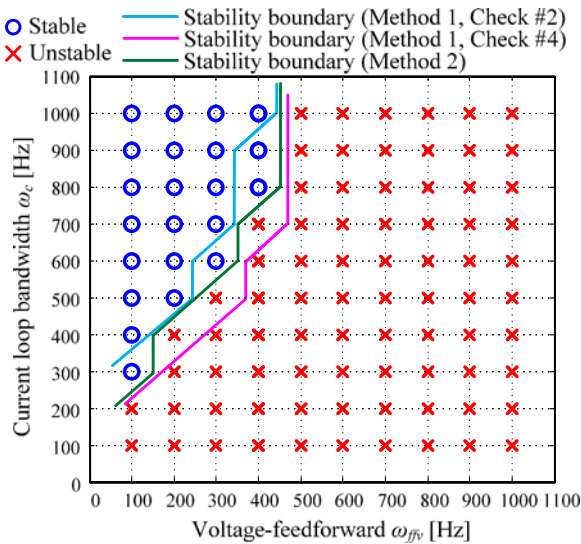 Stable
Unstable
Stability boundary (Method 1, Check #2)
Stability boundary (Method 1, Check #4)
Stability boundary (Method 2)
1100
1000
900
800
700
600
500
400
300
200
100
0
Current loop bandwidth ω_c [Hz]
0 100 200 300 400 500 600 700 800 900 1000 1100
Voltage-feedforward ω_ffv [Hz]